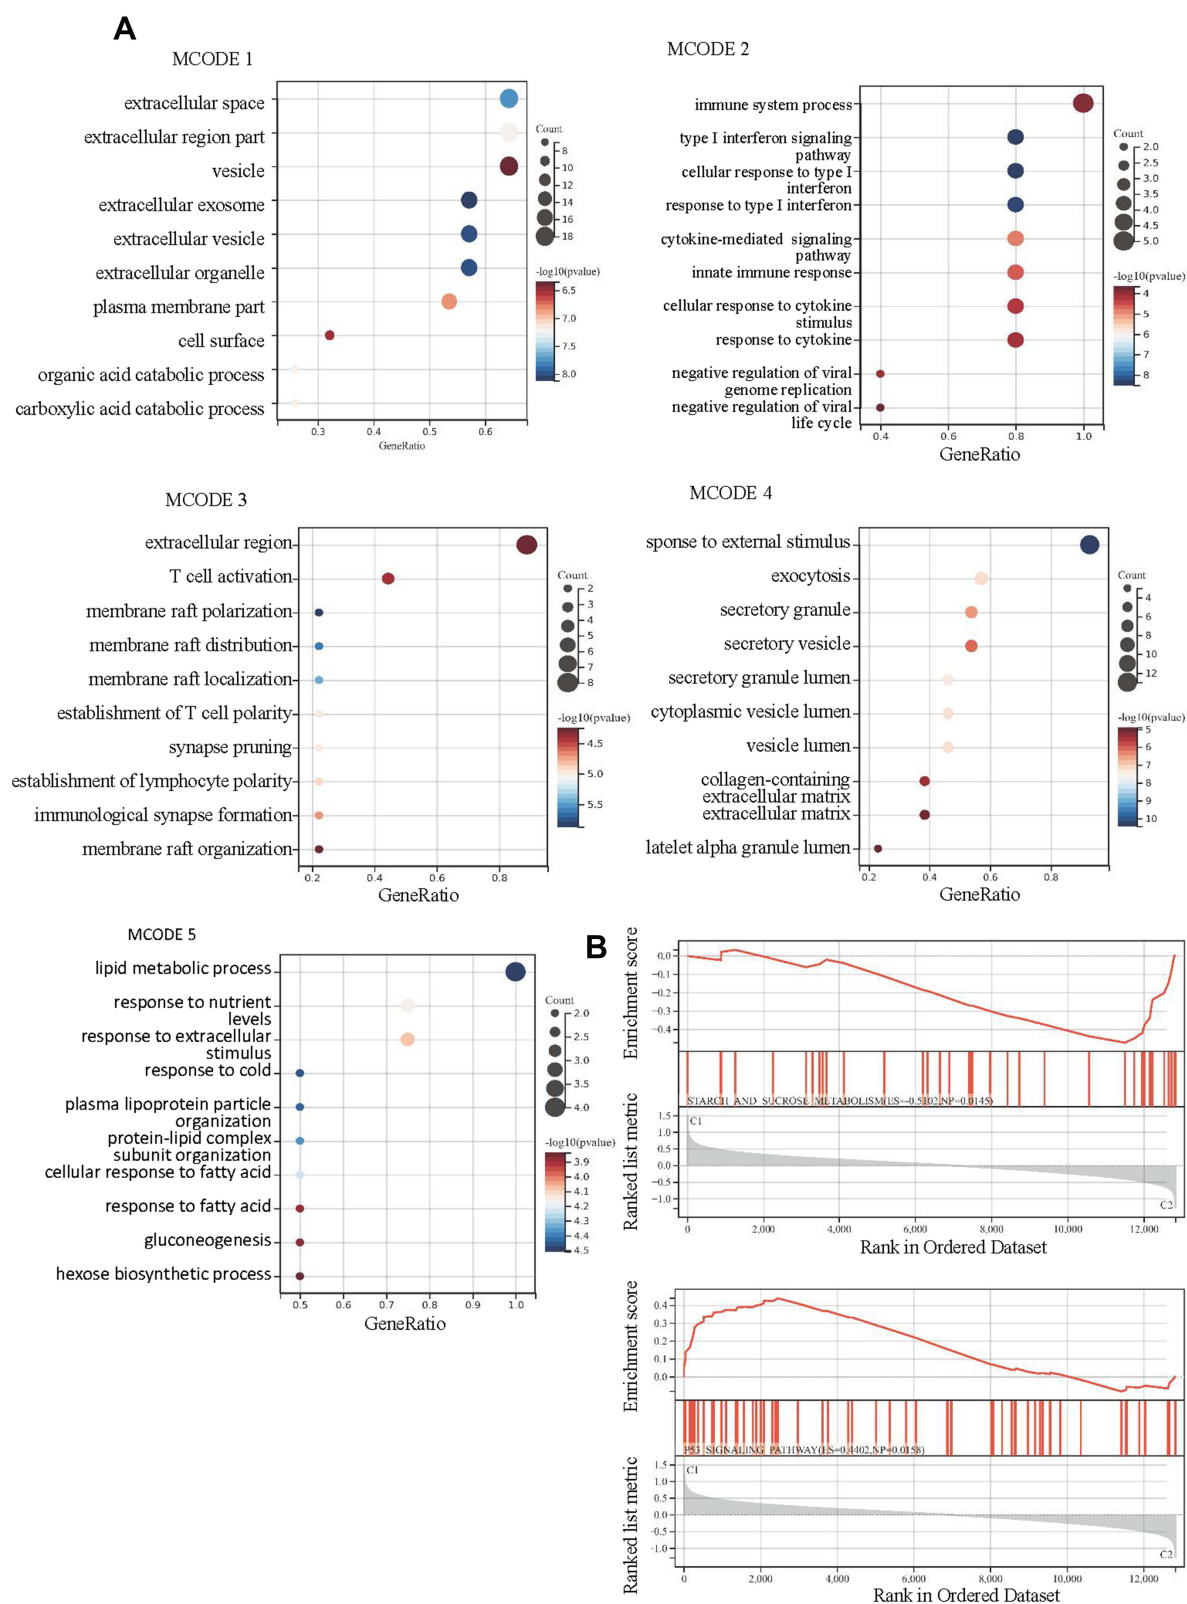 A
MCODE 1
extracellular space
extracellular region part
vesicle
extracellular exosome
extracellular vesicle
extracellular organelle
plasma membrane part
cell surface
organic acid catabolic process
carboxylic acid catabolic process
0.3 0.4 0.5 0.6
GeneRatio
Count
8
10
12
14
16
18
-log10(pvalue)
6.5
7.0
7.5
8.0
MCODE 2
immune system process
type I interferon signaling
pathway
cellular response to type I
interferon
response to type I interferon
cytokine-mediated signaling
pathway
innate immune response
cellular response to cytokine
stimulus
response to cytokine
negative regulation of viral
genome replication
negative regulation of viral
life cycle
0.4 0.6 0.8 1.0
GeneRatio
Count
2.0
2.5
3.0
3.5
4.0
4.5
5.0
-log10(pvalue)
4
5
6
7
8
MCODE 3
extracellular region
T cell activation
membrane raft polarization
membrane raft distribution
membrane raft localization
establishment of T cell polarity
synapse pruning
establishment of lymphocyte polarity
immunological synapse formation
membrane raft organization
0.2 0.4 0.6 0.8
GeneRatio
Count
2
3
4
5
6
7
8
-log10(pvalue)
4.5
5.0
5.5
MCODE 4
sponse to external stimulus
exocytosis
secretory granule
secretory vesicle
secretory granule lumen
cytoplasmic vesicle lumen
vesicle lumen
collagen-containing
extracellular matrix
extracellular matrix
latelet alpha granule lumen
0.2 0.4 0.6 0.8
GeneRatio
Count
4
6
8
10
12
-log10(pvalue)
5
6
7
8
9
10
MCODE 5
lipid metabolic process
response to nutrient
levels
response to extracellular
stimulus
response to cold
plasma lipoprotein particle
organization
protein-lipid complex
subunit organization
cellular response to fatty acid
response to fatty acid
gluconeogenesis
hexose biosynthetic process
0.5 0.6 0.7 0.8 0.9 1.0
GeneRatio
Count
2.0
2.5
3.0
3.5
4.0
-log10(pvalue)
3.9
4.0
4.1
4.2
4.3
4.4
4.5
B
Enrichment score
0.0
-0.1
-0.2
-0.3
-0.4
STARCH AND SUCROSE METABOLISM(ES=-0.5102,NP=0.0145)
Ranked list metric
1.5
1.0
0.5
0.0
-0.5
-1.0
C1
C2
0 2,000 4,000 6,000 8,000 10,000 12,000
Rank in Ordered Dataset
Enrichment score
0.4
0.3
0.2
0.1
0.0
P53 SIGNALING PATHWAY(ES=0.4402,NP=0.0158)
Ranked list metric
1.5
1.0
0.5
0.0
-0.5
-1.0
C1
C2
0 2,000 4,000 6,000 8,000 10,000 12,000
Rank in Ordered Dataset